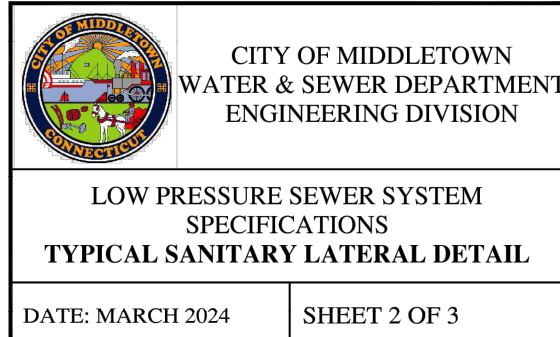 CITY OF MIDDLETOWN
CONNECTICUT
CITY OF MIDDLETOWN
WATER & SEWER DEPARTMENT
ENGINEERING DIVISION
LOW PRESSURE SEWER SYSTEM
SPECIFICATIONS
TYPICAL SANITARY LATERAL DETAIL
DATE: MARCH 2024
SHEET 2 OF 3